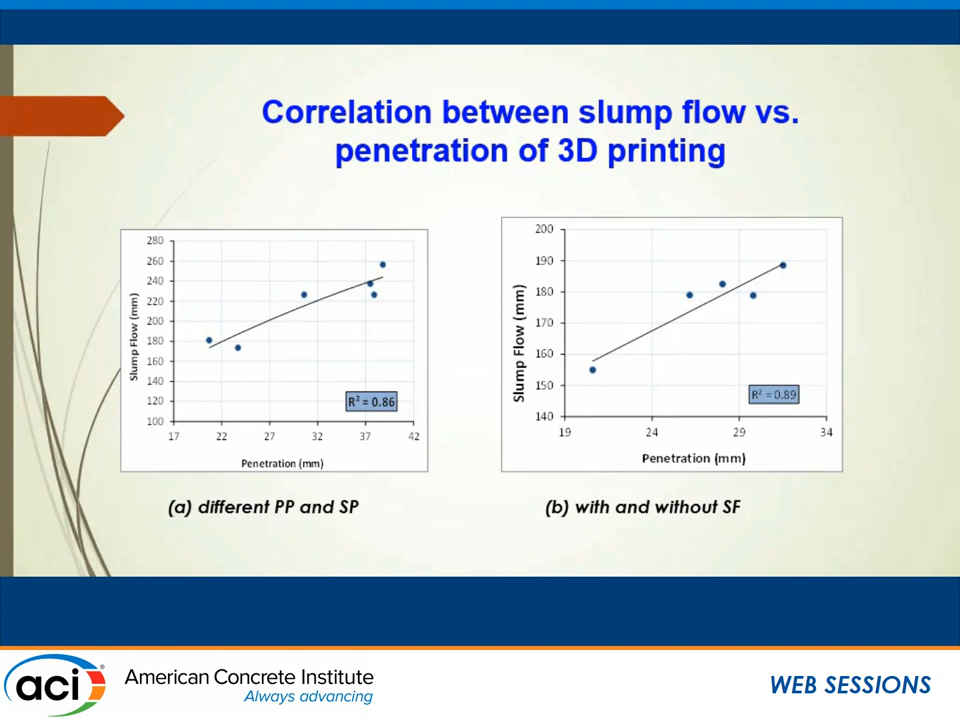 Correlation between slump flow vs.
penetration of 3D printing
280
260
240
220
200
180
160
140
120
100
Slump Flow (mm)
R² = 0.86
17 22 27 32 37 42
Penetration (mm)
(a) different PP and SP
200
190
180
170
160
150
140
Slump Flow (mm)
R² = 0.89
19 24 29 34
Penetration (mm)
(b) with and without SF
aci®
American Concrete Institute
Always advancing
WEB SESSIONS